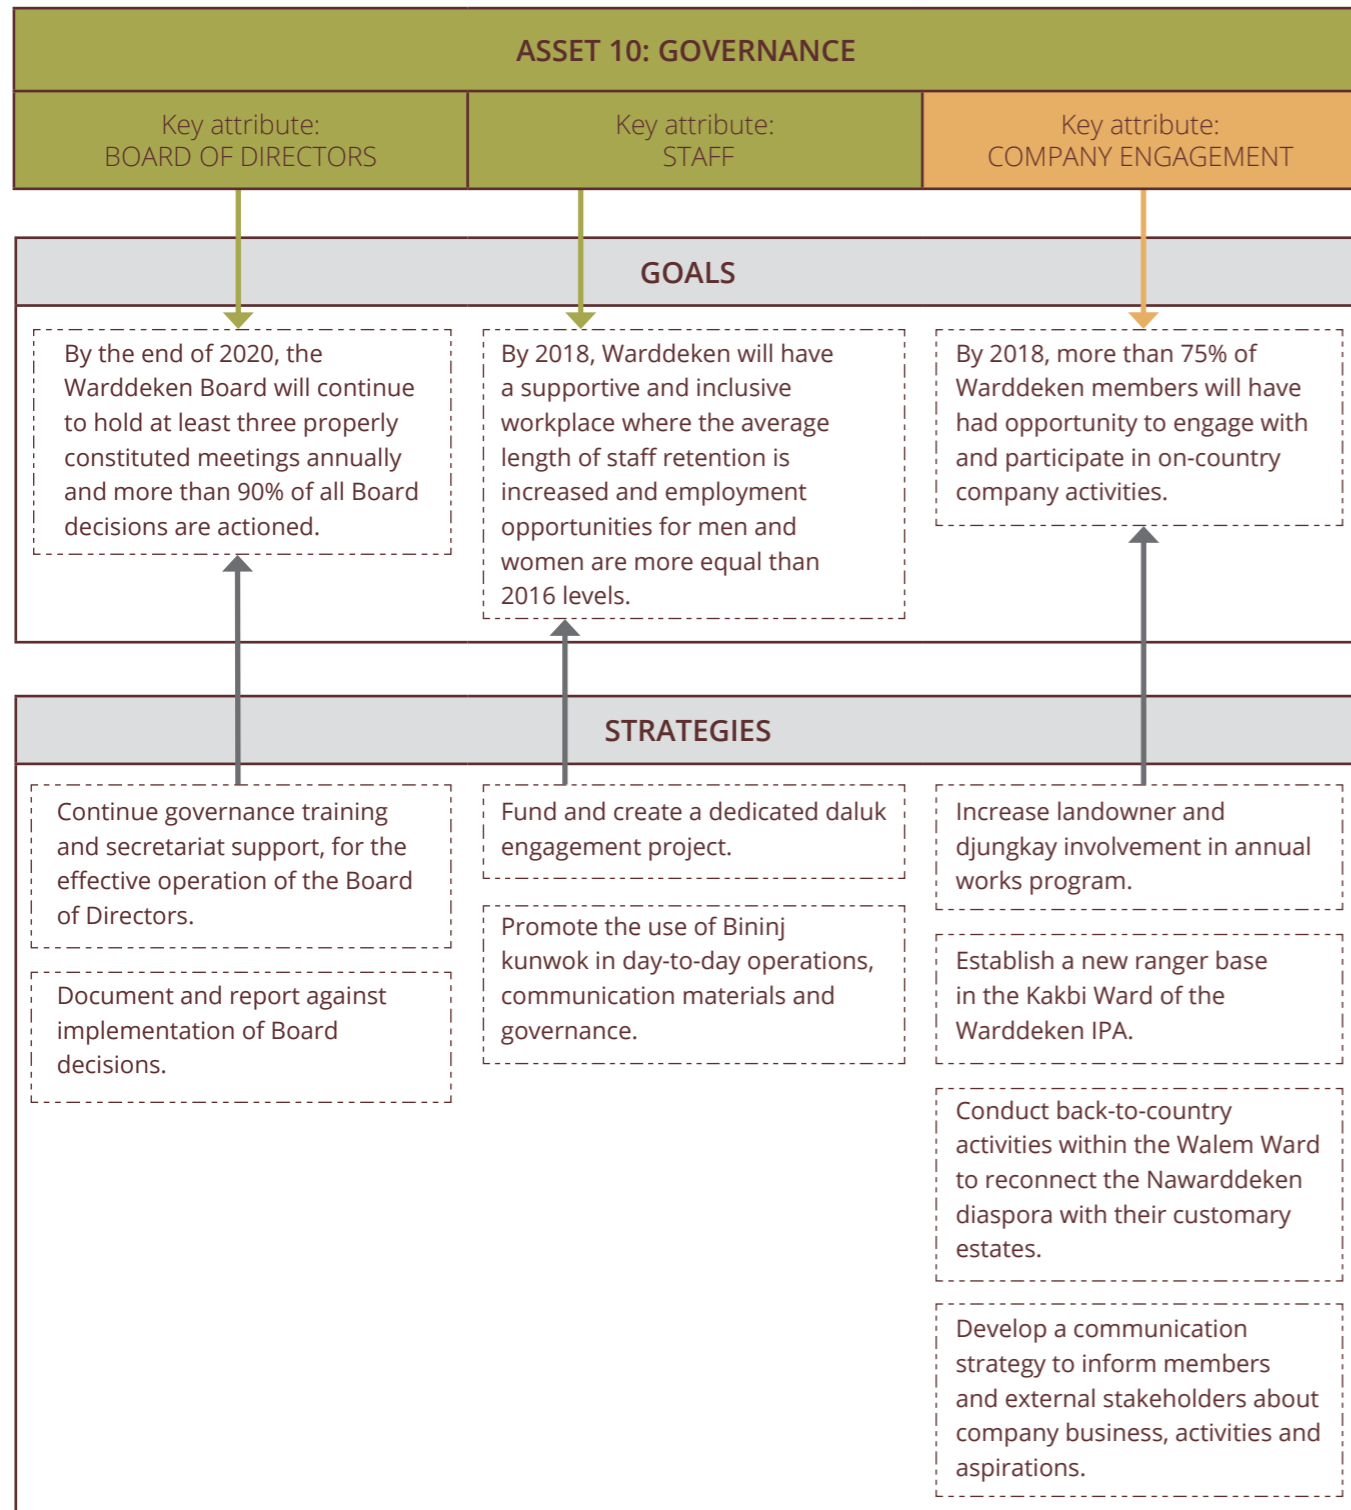 ASSET 10: GOVERNANCE
Key attribute:
BOARD OF DIRECTORS
Key attribute:
STAFF
Key attribute:
COMPANY ENGAGEMENT
GOALS
By the end of 2020, the
Warddeken Board will continue
to hold at least three properly
constituted meetings annually
and more than 90% of all Board
decisions are actioned.
By 2018, Warddeken will have
a supportive and inclusive
workplace where the average
length of staff retention is
increased and employment
opportunities for men and
women are more equal than
2016 levels.
By 2018, more than 75% of
Warddeken members will have
had opportunity to engage with
and participate in on-country
company activities.
STRATEGIES
Continue governance training
and secretariat support, for the
effective operation of the Board
of Directors.
Document and report against
implementation of Board
decisions.
Fund and create a dedicated daluk
engagement project.
Promote the use of Bininj
kunwok in day-to-day operations,
communication materials and
governance.
Increase landowner and
djungkay involvement in annual
works program.
Establish a new ranger base
in the Kakbi Ward of the
Warddeken IPA.
Conduct back-to-country
activities within the Walem Ward
to reconnect the Nawarddeken
diaspora with their customary
estates.
Develop a communication
strategy to inform members
and external stakeholders about
company business, activities and
aspirations.